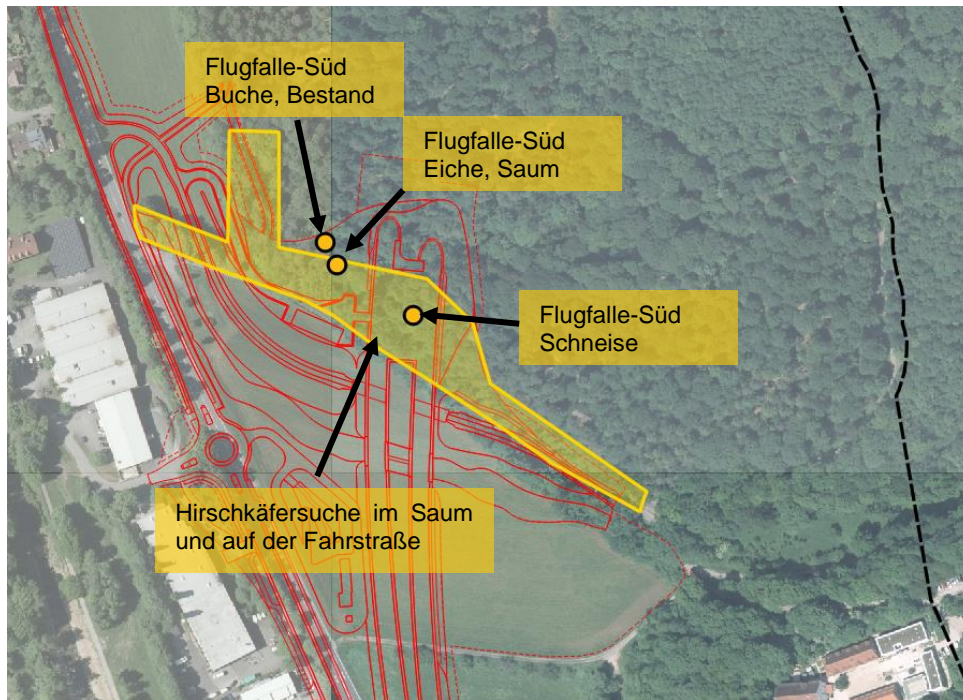 Flugfalle-Süd
Buche, Bestand
Flugfalle-Süd
Eiche, Saum
Flugfalle-Süd
Schneise
Hirschkäfersuche im Saum
und auf der Fahrstraße